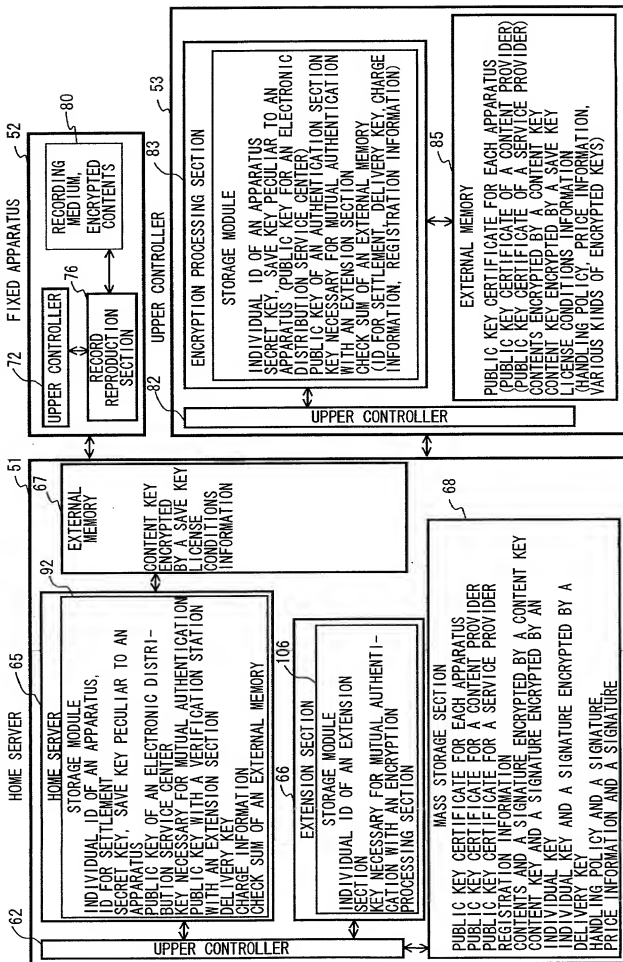 HOME SERVER
51
62
UPPER CONTROLLER
65
HOME SERVER
92
STORAGE MODULE
INDIVIDUAL ID OF AN APPARATUS,
ID FOR SETTLEMENT
SECRET KEY, SAVE KEY PECULIAR TO AN
APPARATUS
PUBLIC KEY OF AN ELECTRONIC DISTRI-
BUTION SERVICE CENTER
KEY NECESSARY FOR MUTUAL AUTHENTICATION
PUBLIC KEY WITH A VERIFICATION STATION
WITH AN EXTENSION SECTION
DELIVERY KEY
CHARGE INFORMATION
CHECK SUM OF AN EXTERNAL MEMORY
67
EXTERNAL
MEMORY
CONTENT KEY
ENCRYPTED
BY A SAVE KEY
LICENSE
CONDITIONS
INFORMATION
66
EXTENSION SECTION
106
STORAGE MODULE
INDIVIDUAL ID OF AN EXTENSION
SECTION
KEY NECESSARY FOR MUTUAL AUTHENTI-
CATION WITH AN ENCRYPTION
PROCESSING SECTION
68
MASS STORAGE SECTION
PUBLIC KEY CERTIFICATE FOR EACH APPARATUS
PUBLIC KEY CERTIFICATE FOR A CONTENT PROVIDER
PUBLIC KEY CERTIFICATE FOR A SERVICE PROVIDER
REGISTRATION INFORMATION
CONTENTS AND A SIGNATURE ENCRYPTED BY A CONTENT KEY
CONTENT KEY AND A SIGNATURE ENCRYPTED BY AN
INDIVIDUAL KEY
INDIVIDUAL KEY AND A SIGNATURE ENCRYPTED BY A
DELIVERY KEY
HANDLING POLICY AND A SIGNATURE
PRICE INFORMATION AND A SIGNATURE
FIXED APPARATUS
52
72
UPPER CONTROLLER
76
RECORD
REPRODUCTION
SECTION
80
RECORDING
MEDIUM,
ENCRYPTED
CONTENTS
UPPER CONTROLLER
53
82
UPPER CONTROLLER
ENCRYPTION PROCESSING SECTION
83
STORAGE MODULE
INDIVIDUAL ID OF AN APPARATUS
SECRET KEY, SAVE KEY PECULIAR TO AN
APPARATUS (PUBLIC KEY FOR AN ELECTRONIC
DISTRIBUTION SERVICE CENTER)
PUBLIC KEY OF AN AUTHENTICATION SECTION
KEY NECESSARY FOR MUTUAL AUTHENTICATION
WITH AN EXTENSION SECTION
CHECK SUM OF AN EXTERNAL MEMORY
(ID FOR SETTLEMENT, DELIVERY KEY, CHARGE
INFORMATION, REGISTRATION INFORMATION)
85
EXTERNAL MEMORY
PUBLIC KEY CERTIFICATE FOR EACH APPARATUS
(PUBLIC KEY CERTIFICATE OF A CONTENT PROVIDER)
(PUBLIC KEY CERTIFICATE OF A SERVICE PROVIDER)
CONTENTS ENCRYPTED BY A CONTENT KEY
CONTENT KEY ENCRYPTED BY A SAVE KEY
LICENSE CONDITIONS INFORMATION
(HANDLING POLICY, PRICE INFORMATION,
VARIOUS KINDS OF ENCRYPTED KEYS)